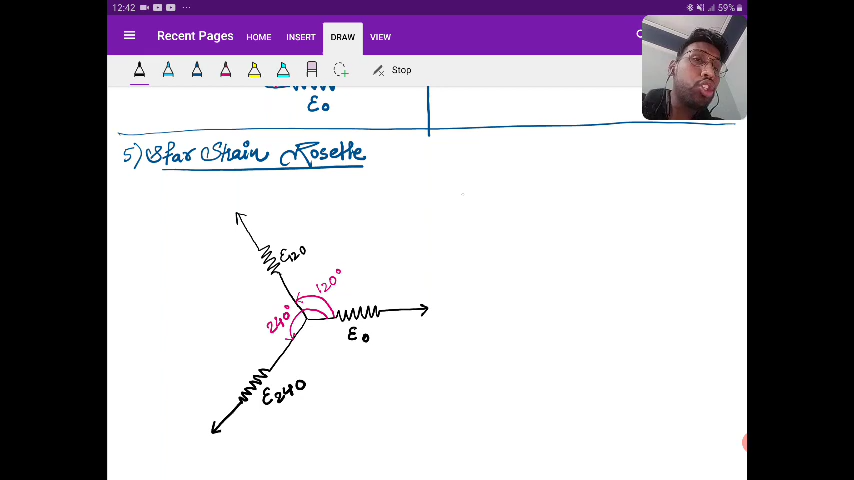 12:42
59%
Recent Pages HOME INSERT DRAW VIEW
Stop
ε0
5) Star Strain Rosette
ε120
120°
240°
ε0
ε240